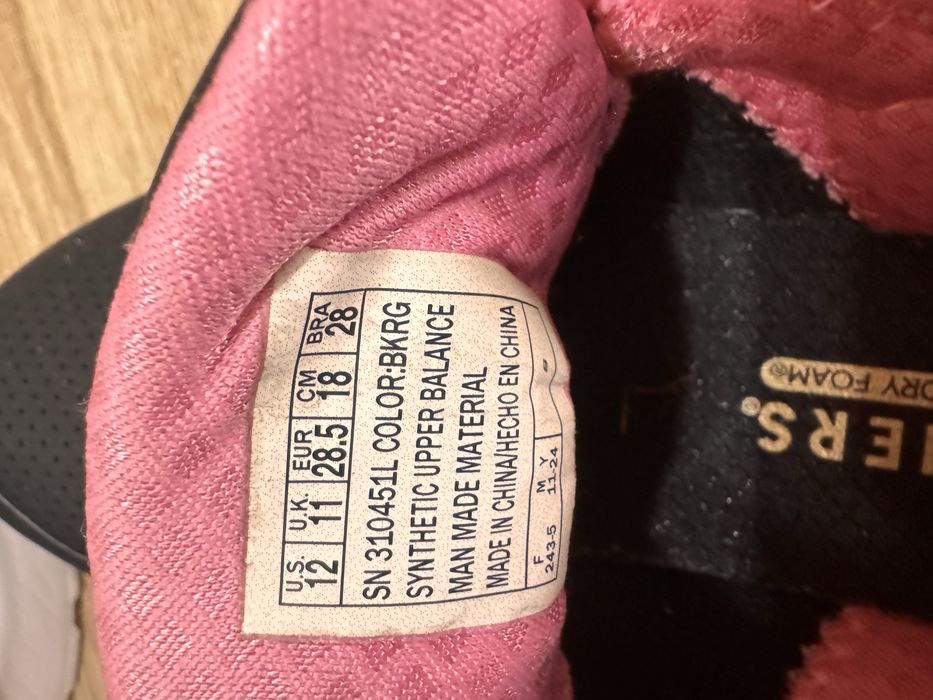 U.S. U.K. EUR CM BRA
12 11 28.5 18 28
SN 310451L COLOR:BKRG
SYNTHETIC UPPER BALANCE
MAN MADE MATERIAL
MADE IN CHINA/HECHO EN CHINA
F M Y -
243-5 11-24
ORY FOAM®
HERS®